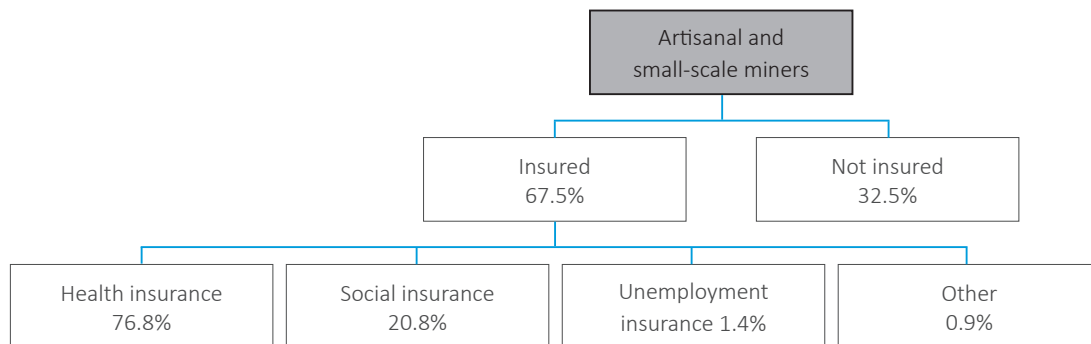 Artisanal and
small-scale miners
Insured
67.5%
Not insured
32.5%
Health insurance
76.8%
Social insurance
20.8%
Unemployment
insurance 1.4%
Other
0.9%